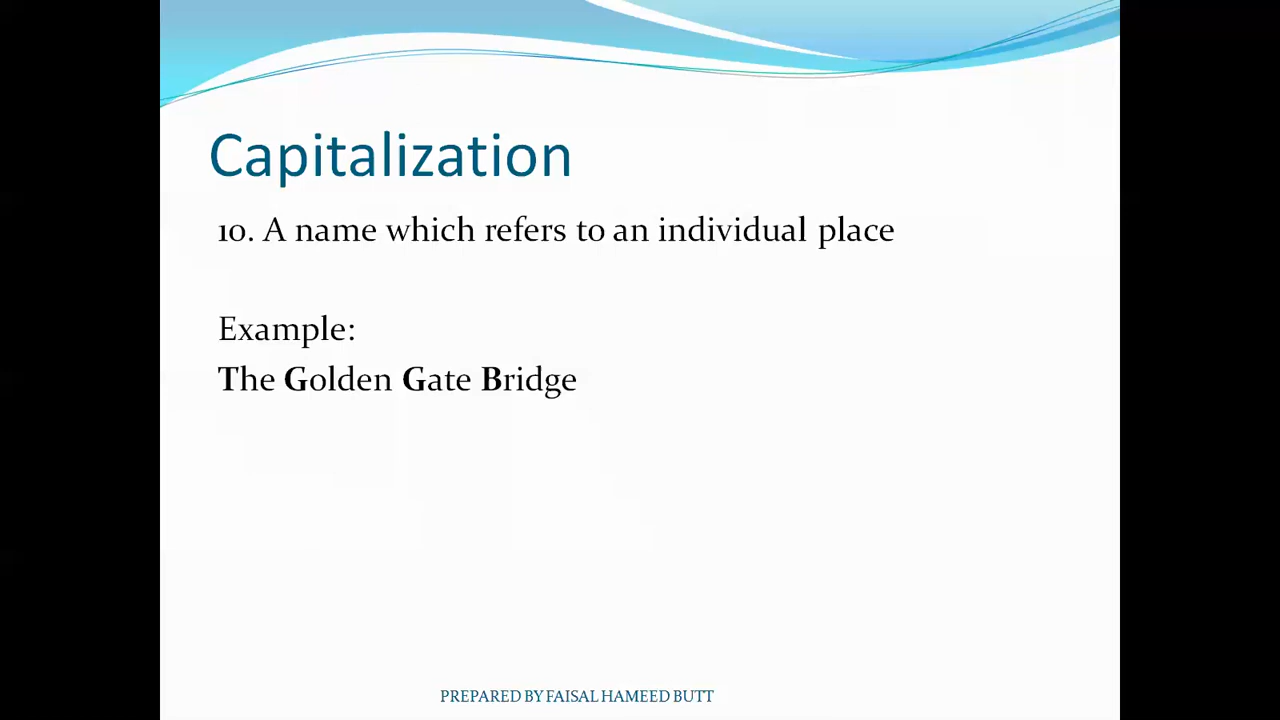 Capitalization
10. A name which refers to an individual place
Example:
The Golden Gate Bridge
PREPARED BY FAISAL HAMEED BUTT